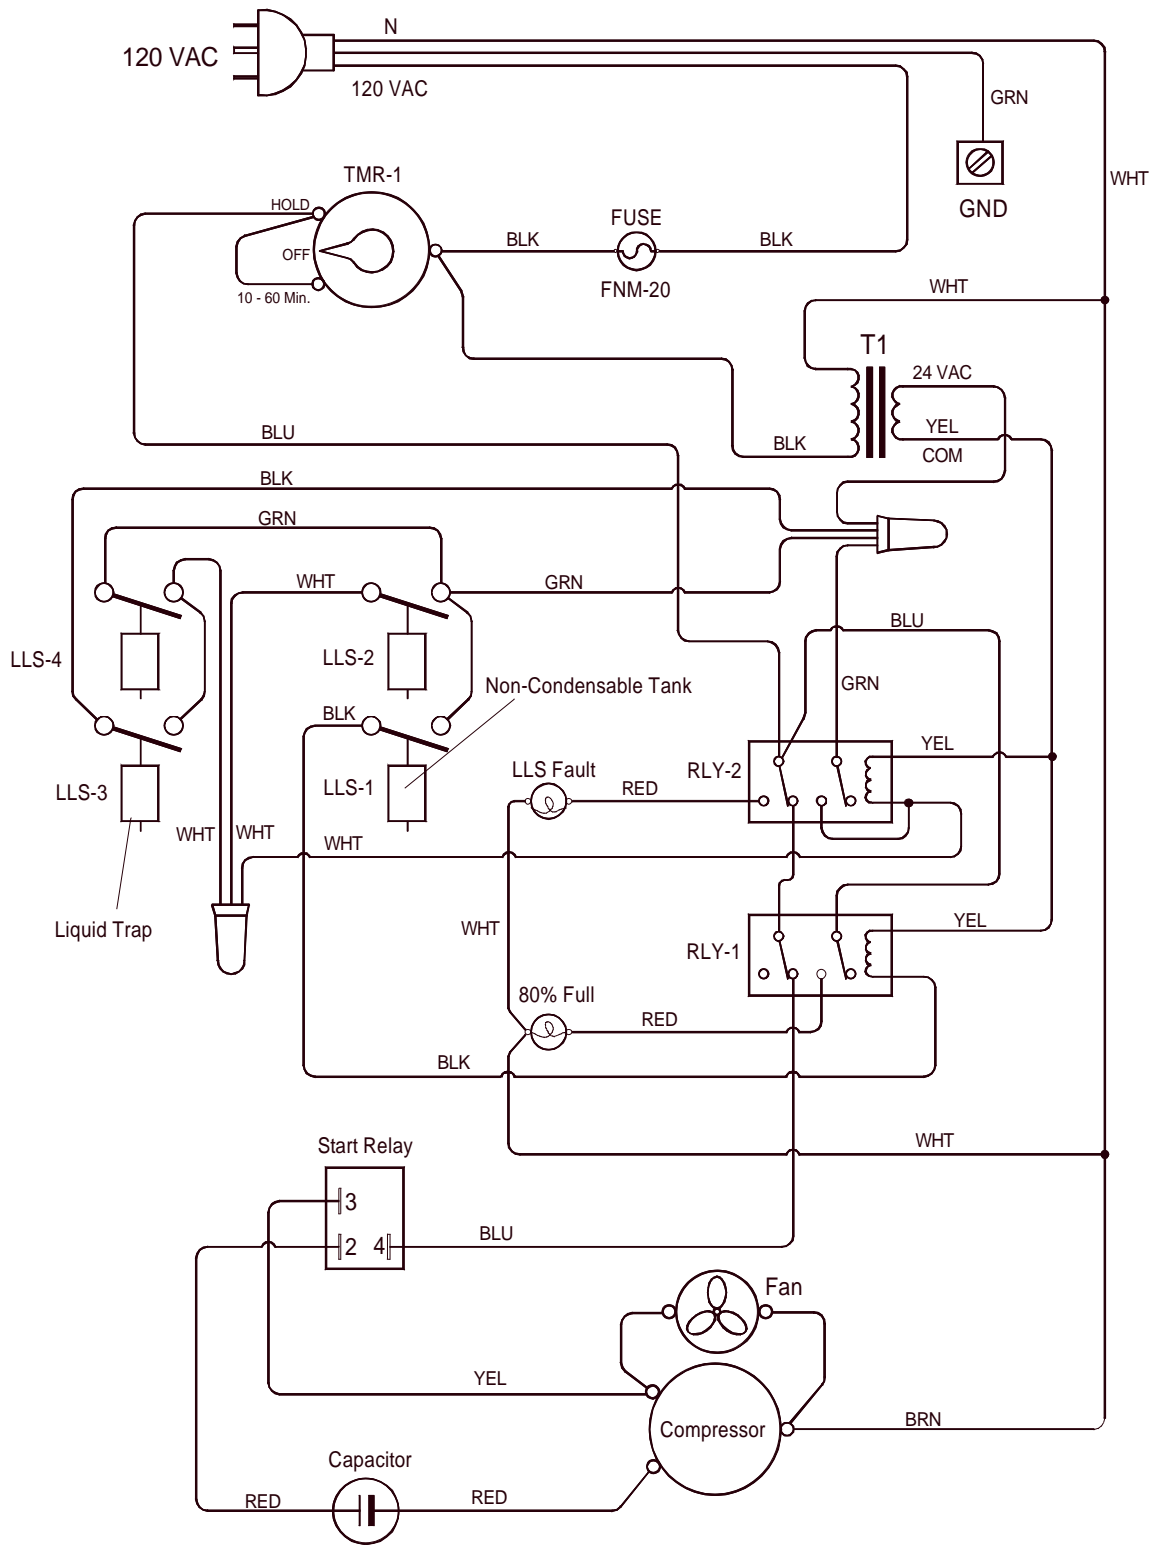 N
120 VAC
120 VAC
GRN
WHT
GND
TMR-1
HOLD
OFF
10 - 60 Min.
BLK
FUSE
FNM-20
BLK
WHT
T1
24 VAC
YEL
COM
BLK
BLU
BLK
GRN
WHT
GRN
BLU
LLS-4
LLS-2
GRN
Non-Condensable Tank
BLK
YEL
LLS-3
LLS-1
LLS Fault
RED
RLY-2
WHT
WHT
WHT
Liquid Trap
WHT
RLY-1
YEL
80% Full
RED
BLK
Start Relay
WHT
3
2
4
BLU
Fan
YEL
Compressor
BRN
Capacitor
RED
RED